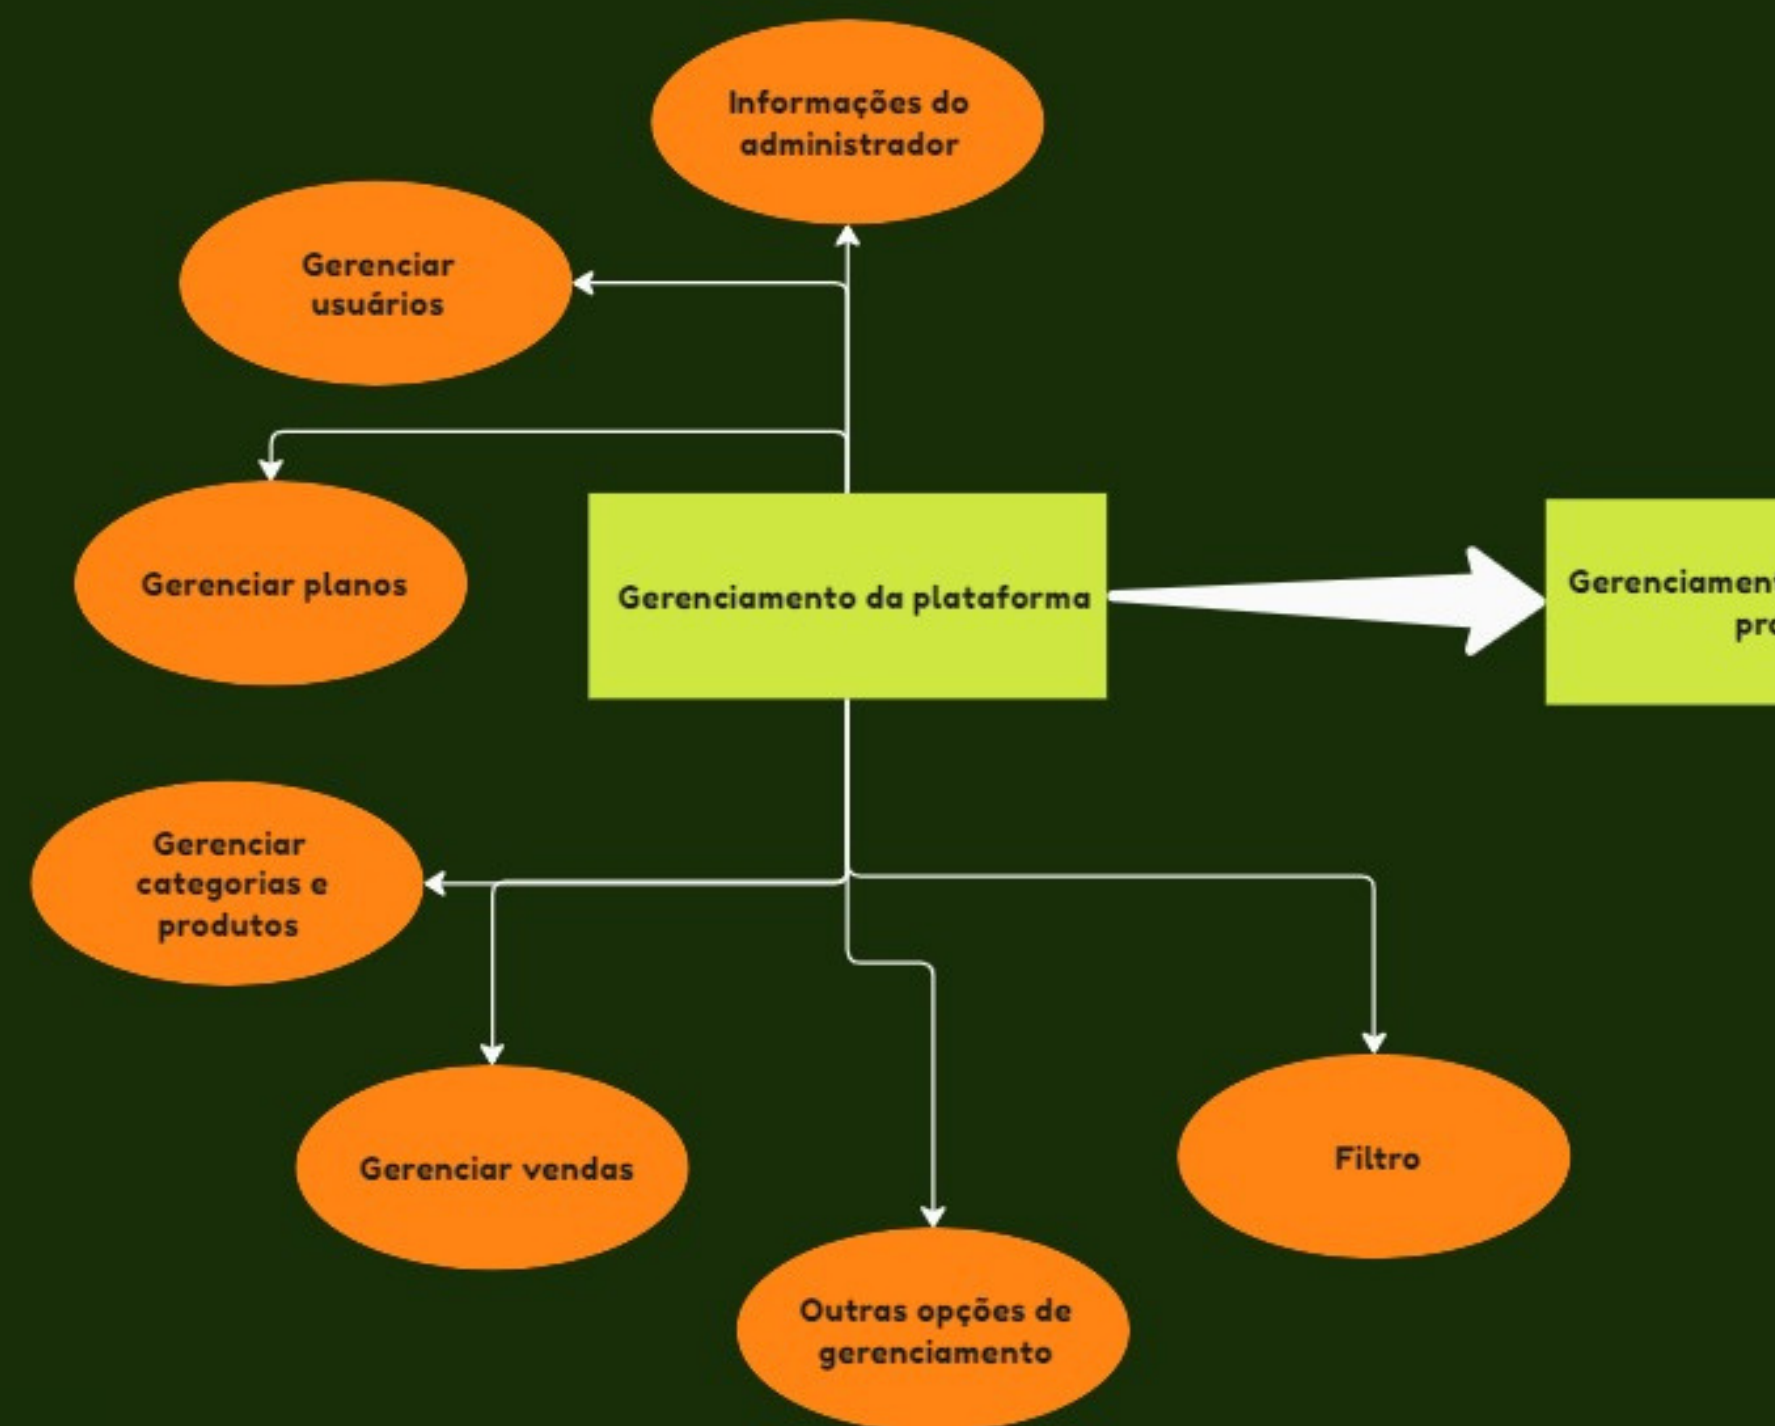 Informações do
administrador
Gerenciar
usuários
Gerenciar planos
Gerenciamento da plataforma
Gerenciar
categorias e
produtos
Gerenciar vendas
Outras opções de
gerenciamento
Filtro